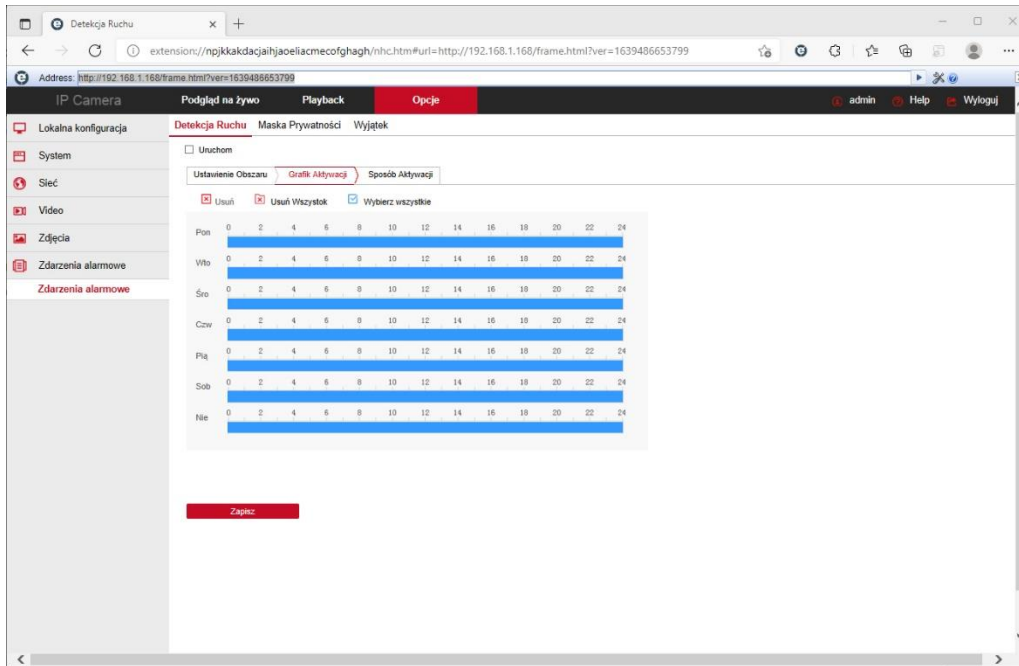 Detekcja Ruchu
extension://npjkkakdacjaihjaoeliacmecofghagh/nhc.htm#url=http://192.168.1.168/frame.html?ver=1639486653799
Address: http://192.168.1.168/frame.html?ver=1639486653799
IP Camera Podgląd na żywo Playback Opcje admin Help Wyloguj
Lokalna konfiguracja
System
Sieć
Video
Zdjęcia
Zdarzenia alarmowe
Zdarzenia alarmowe
Detekcja Ruchu Maska Prywatności Wyjątek
Uruchom
Ustawienie Obszaru Grafik Aktywacji Sposób Aktywacji
Usuń Usuń Wszystok Wybierz wszystkie
Pon 0 2 4 6 8 10 12 14 16 18 20 22 24
Wto 0 2 4 6 8 10 12 14 16 18 20 22 24
Śro 0 2 4 6 8 10 12 14 16 18 20 22 24
Czw 0 2 4 6 8 10 12 14 16 18 20 22 24
Pią 0 2 4 6 8 10 12 14 16 18 20 22 24
Sob 0 2 4 6 8 10 12 14 16 18 20 22 24
Nie 0 2 4 6 8 10 12 14 16 18 20 22 24
Zapisz